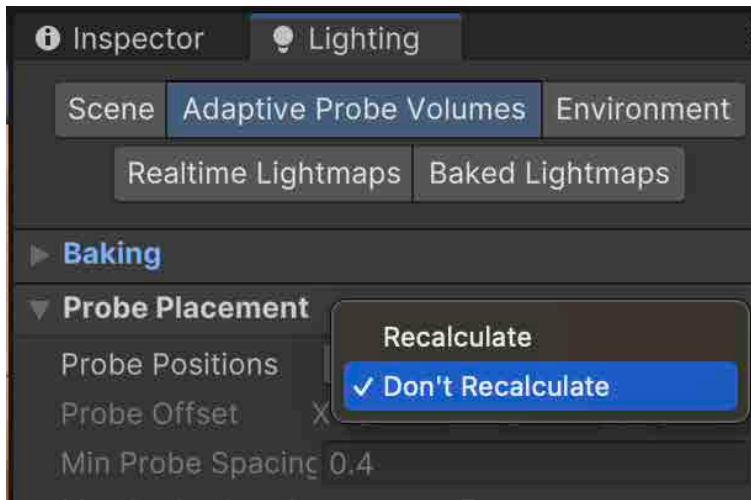 Inspector Lighting
Scene Adaptive Probe Volumes Environment
Realtime Lightmaps Baked Lightmaps
Baking
Probe Placement
Recalculate
Probe Positions
✓ Don't Recalculate
Probe Offset X
Min Probe Spacing 0.4